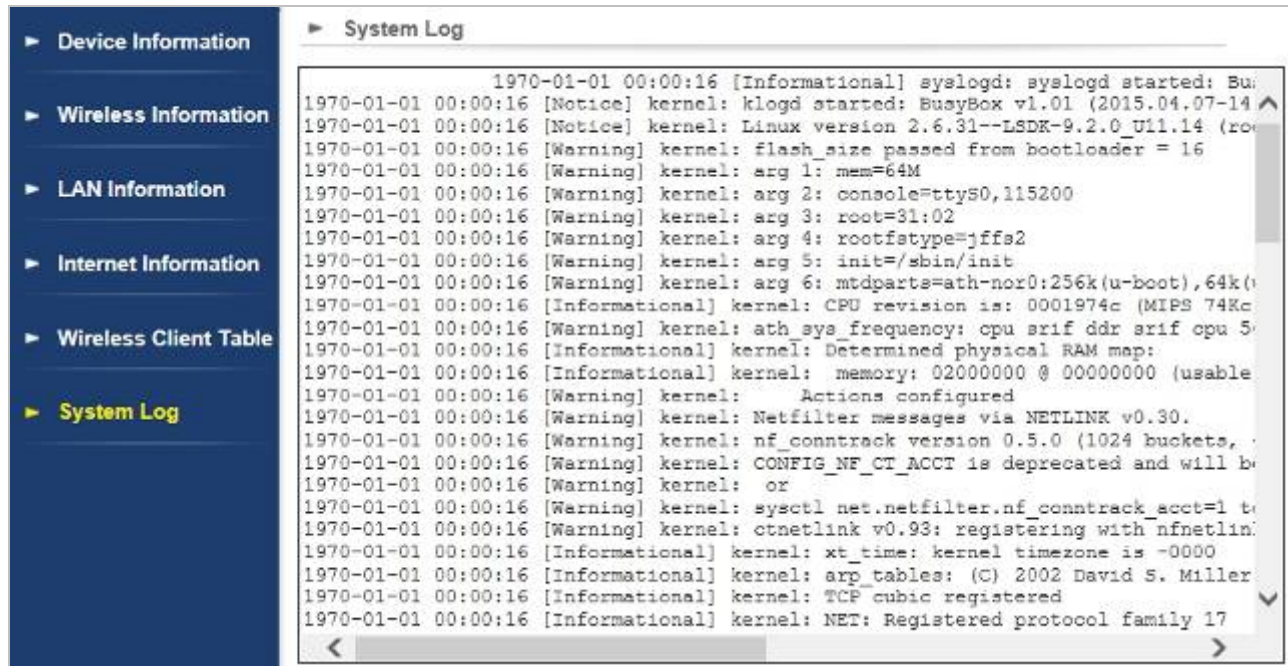 Device Information
Wireless Information
LAN Information
Internet Information
Wireless Client Table
System Log
System Log
1970-01-01 00:00:16 [Informational] syslogd: syslogd started: Bu
1970-01-01 00:00:16 [Notice] kernel: klogd started: BusyBox v1.01 (2015.04.07-14
1970-01-01 00:00:16 [Notice] kernel: Linux version 2.6.31--LSDK-9.2.0_U11.14 (roo
1970-01-01 00:00:16 [Warning] kernel: flash_size passed from bootloader = 16
1970-01-01 00:00:16 [Warning] kernel: arg 1: mem=64M
1970-01-01 00:00:16 [Warning] kernel: arg 2: console=ttyS0,115200
1970-01-01 00:00:16 [Warning] kernel: arg 3: root=31:02
1970-01-01 00:00:16 [Warning] kernel: arg 4: rootfstype=jffs2
1970-01-01 00:00:16 [Warning] kernel: arg 5: init=/sbin/init
1970-01-01 00:00:16 [Warning] kernel: arg 6: mtdparts=ath-nor0:256k(u-boot),64k(
1970-01-01 00:00:16 [Informational] kernel: CPU revision is: 0001974c (MIPS 74Kc
1970-01-01 00:00:16 [Warning] kernel: ath_sys_frequency: cpu srif ddr srif cpu 5
1970-01-01 00:00:16 [Informational] kernel: Determined physical RAM map:
1970-01-01 00:00:16 [Informational] kernel: memory: 02000000 @ 00000000 (usable
1970-01-01 00:00:16 [Warning] kernel: Actions configured
1970-01-01 00:00:16 [Warning] kernel: Netfilter messages via NETLINK v0.30.
1970-01-01 00:00:16 [Warning] kernel: nf_conntrack version 0.5.0 (1024 buckets,
1970-01-01 00:00:16 [Warning] kernel: CONFIG_NF_CT_ACCT is deprecated and will be
1970-01-01 00:00:16 [Warning] kernel: or
1970-01-01 00:00:16 [Warning] kernel: sysctl net.netfilter.nf_conntrack_acct=1 to
1970-01-01 00:00:16 [Warning] kernel: ctnetlink v0.93: registering with nfnetlin
1970-01-01 00:00:16 [Informational] kernel: xt_time: kernel timezone is -0000
1970-01-01 00:00:16 [Informational] kernel: arp_tables: (C) 2002 David S. Miller
1970-01-01 00:00:16 [Informational] kernel: TCP cubic registered
1970-01-01 00:00:16 [Informational] kernel: NET: Registered protocol family 17